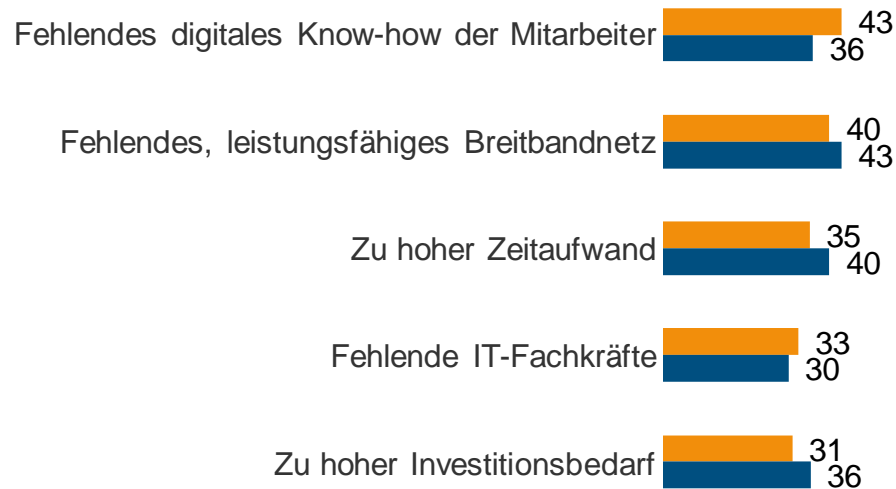 Fehlendes digitales Know-how der Mitarbeiter 43
36
Fehlendes, leistungsfähiges Breitbandnetz 40
43
Zu hoher Zeitaufwand 35
40
Fehlende IT-Fachkräfte 33
30
Zu hoher Investitionsbedarf 31
36